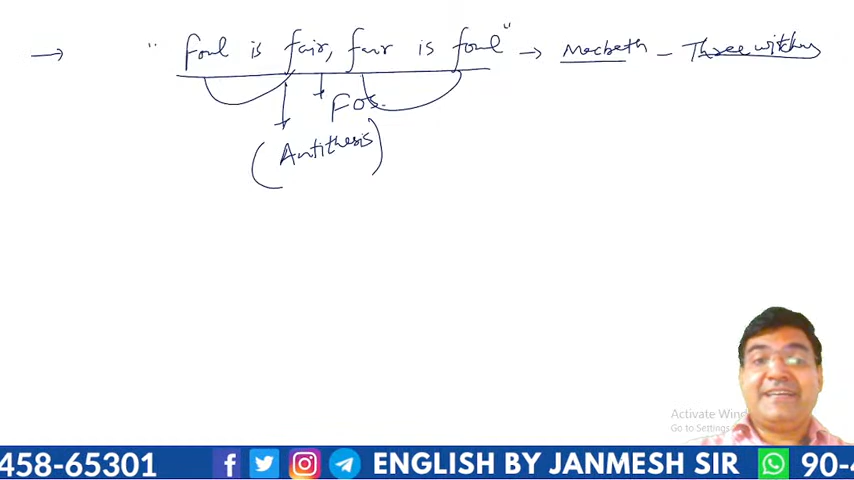 → "Foul is fair, fair is foul" → Macbeth - Three witches
FOS.
(Antithesis)
Activate Wind
Go to Settings
458-65301 ENGLISH BY JANMESH SIR 90-4